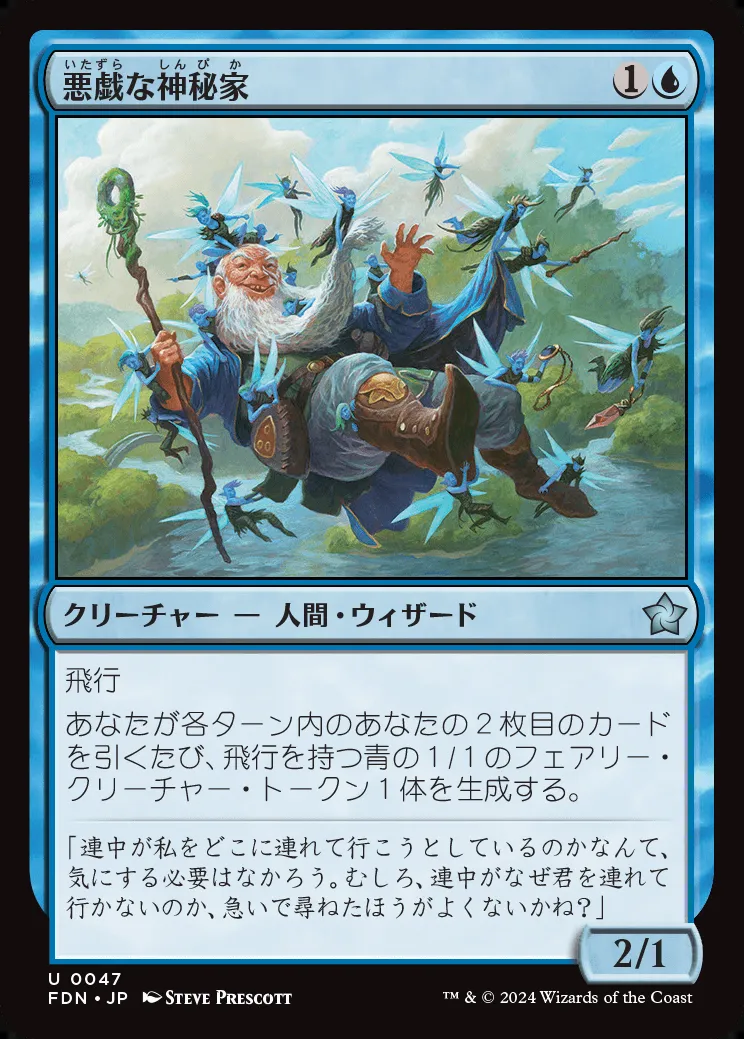 いたずら しんぴか
悪戯な神秘家 1
クリーチャー — 人間・ウィザード
飛行
あなたが各ターン内のあなたの2枚目のカード
を引くたび、飛行を持つ青の1/1のフェアリー・
クリーチャー・トークン1体を生成する。
「連中が私をどこに連れて行こうとしているのかなんて、
気にする必要はなかろう。むしろ、連中がなぜ君を連れて
行かないのか、急いで尋ねたほうがよくないかね?」
2/1
U 0047
FDN • JP Steve Prescott
™ & © 2024 Wizards of the Coast